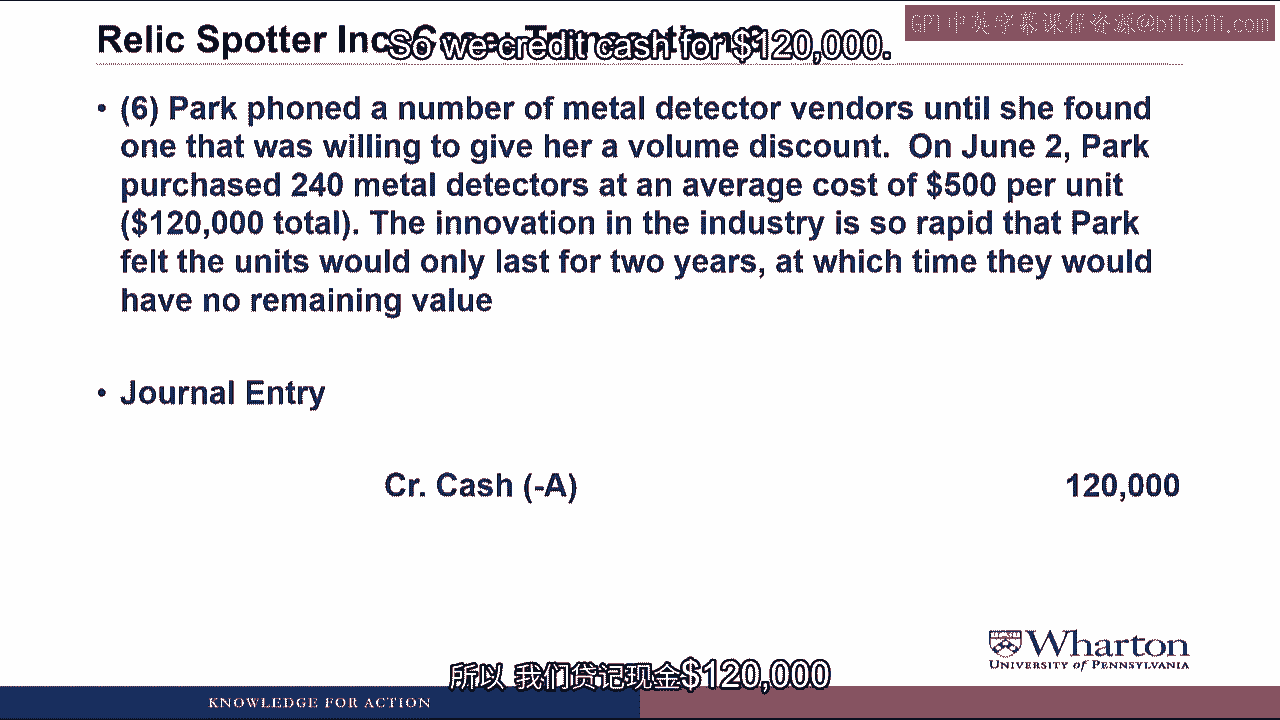 Relic Spotter Inc. Case: Transactions
So we credit cash for $120,000.
GPT中英字幕课程资源@bilibili.com
• (6) Park phoned a number of metal detector vendors until she found
one that was willing to give her a volume discount.  On June 2, Park
purchased 240 metal detectors at an average cost of $500 per unit
($120,000 total). The innovation in the industry is so rapid that Park
felt the units would only last for two years, at which time they would
have no remaining value
• Journal Entry
Cr. Cash (-A) 120,000
Wharton
UNIVERSITY of PENNSYLVANIA
所以 我们贷记现金$120,000
KNOWLEDGE FOR ACTION